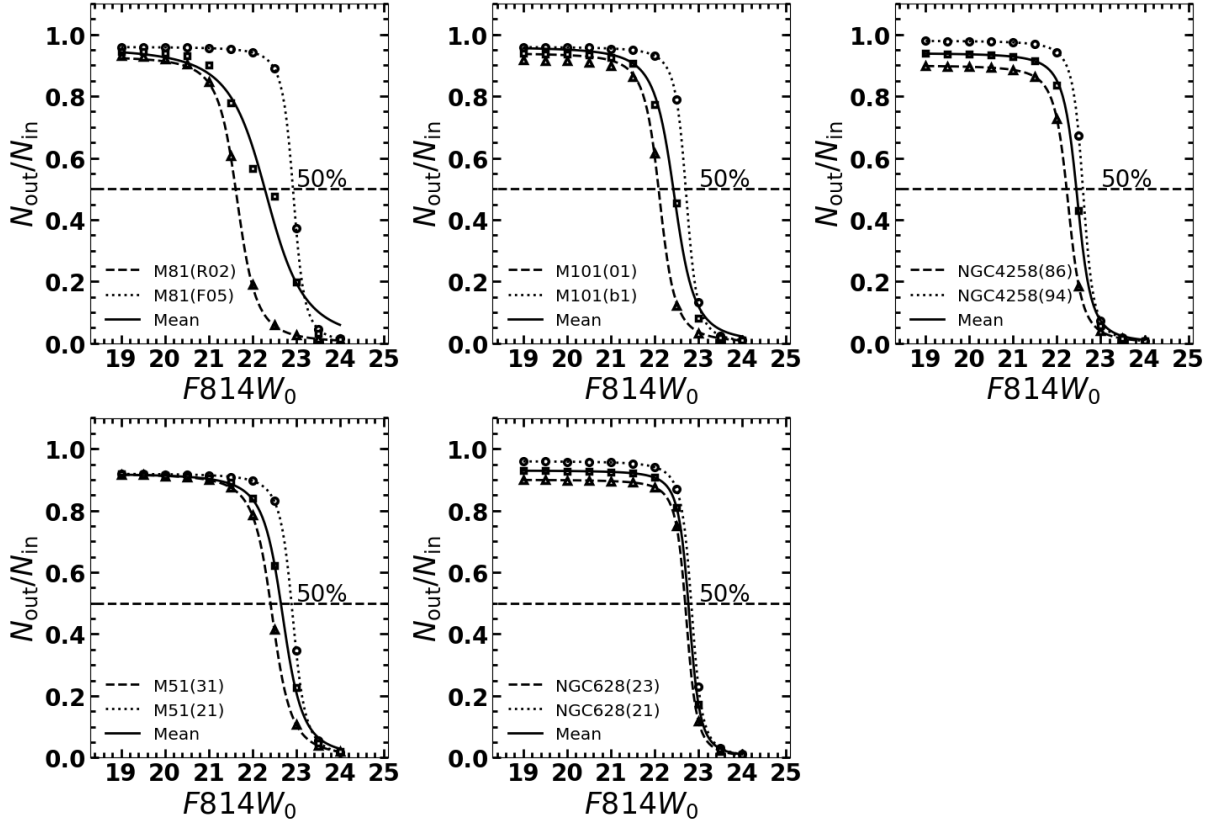 N_out/N_in
1.0
0.8
0.6
0.4
0.2
0.0
50%
M81(R02)
M81(F05)
Mean
19 20 21 22 23 24 25
F814W_0
N_out/N_in
1.0
0.8
0.6
0.4
0.2
0.0
50%
M101(01)
M101(b1)
Mean
19 20 21 22 23 24 25
F814W_0
N_out/N_in
1.0
0.8
0.6
0.4
0.2
0.0
50%
NGC4258(86)
NGC4258(94)
Mean
19 20 21 22 23 24 25
F814W_0
N_out/N_in
1.0
0.8
0.6
0.4
0.2
0.0
50%
M51(31)
M51(21)
Mean
19 20 21 22 23 24 25
F814W_0
N_out/N_in
1.0
0.8
0.6
0.4
0.2
0.0
50%
NGC628(23)
NGC628(21)
Mean
19 20 21 22 23 24 25
F814W_0